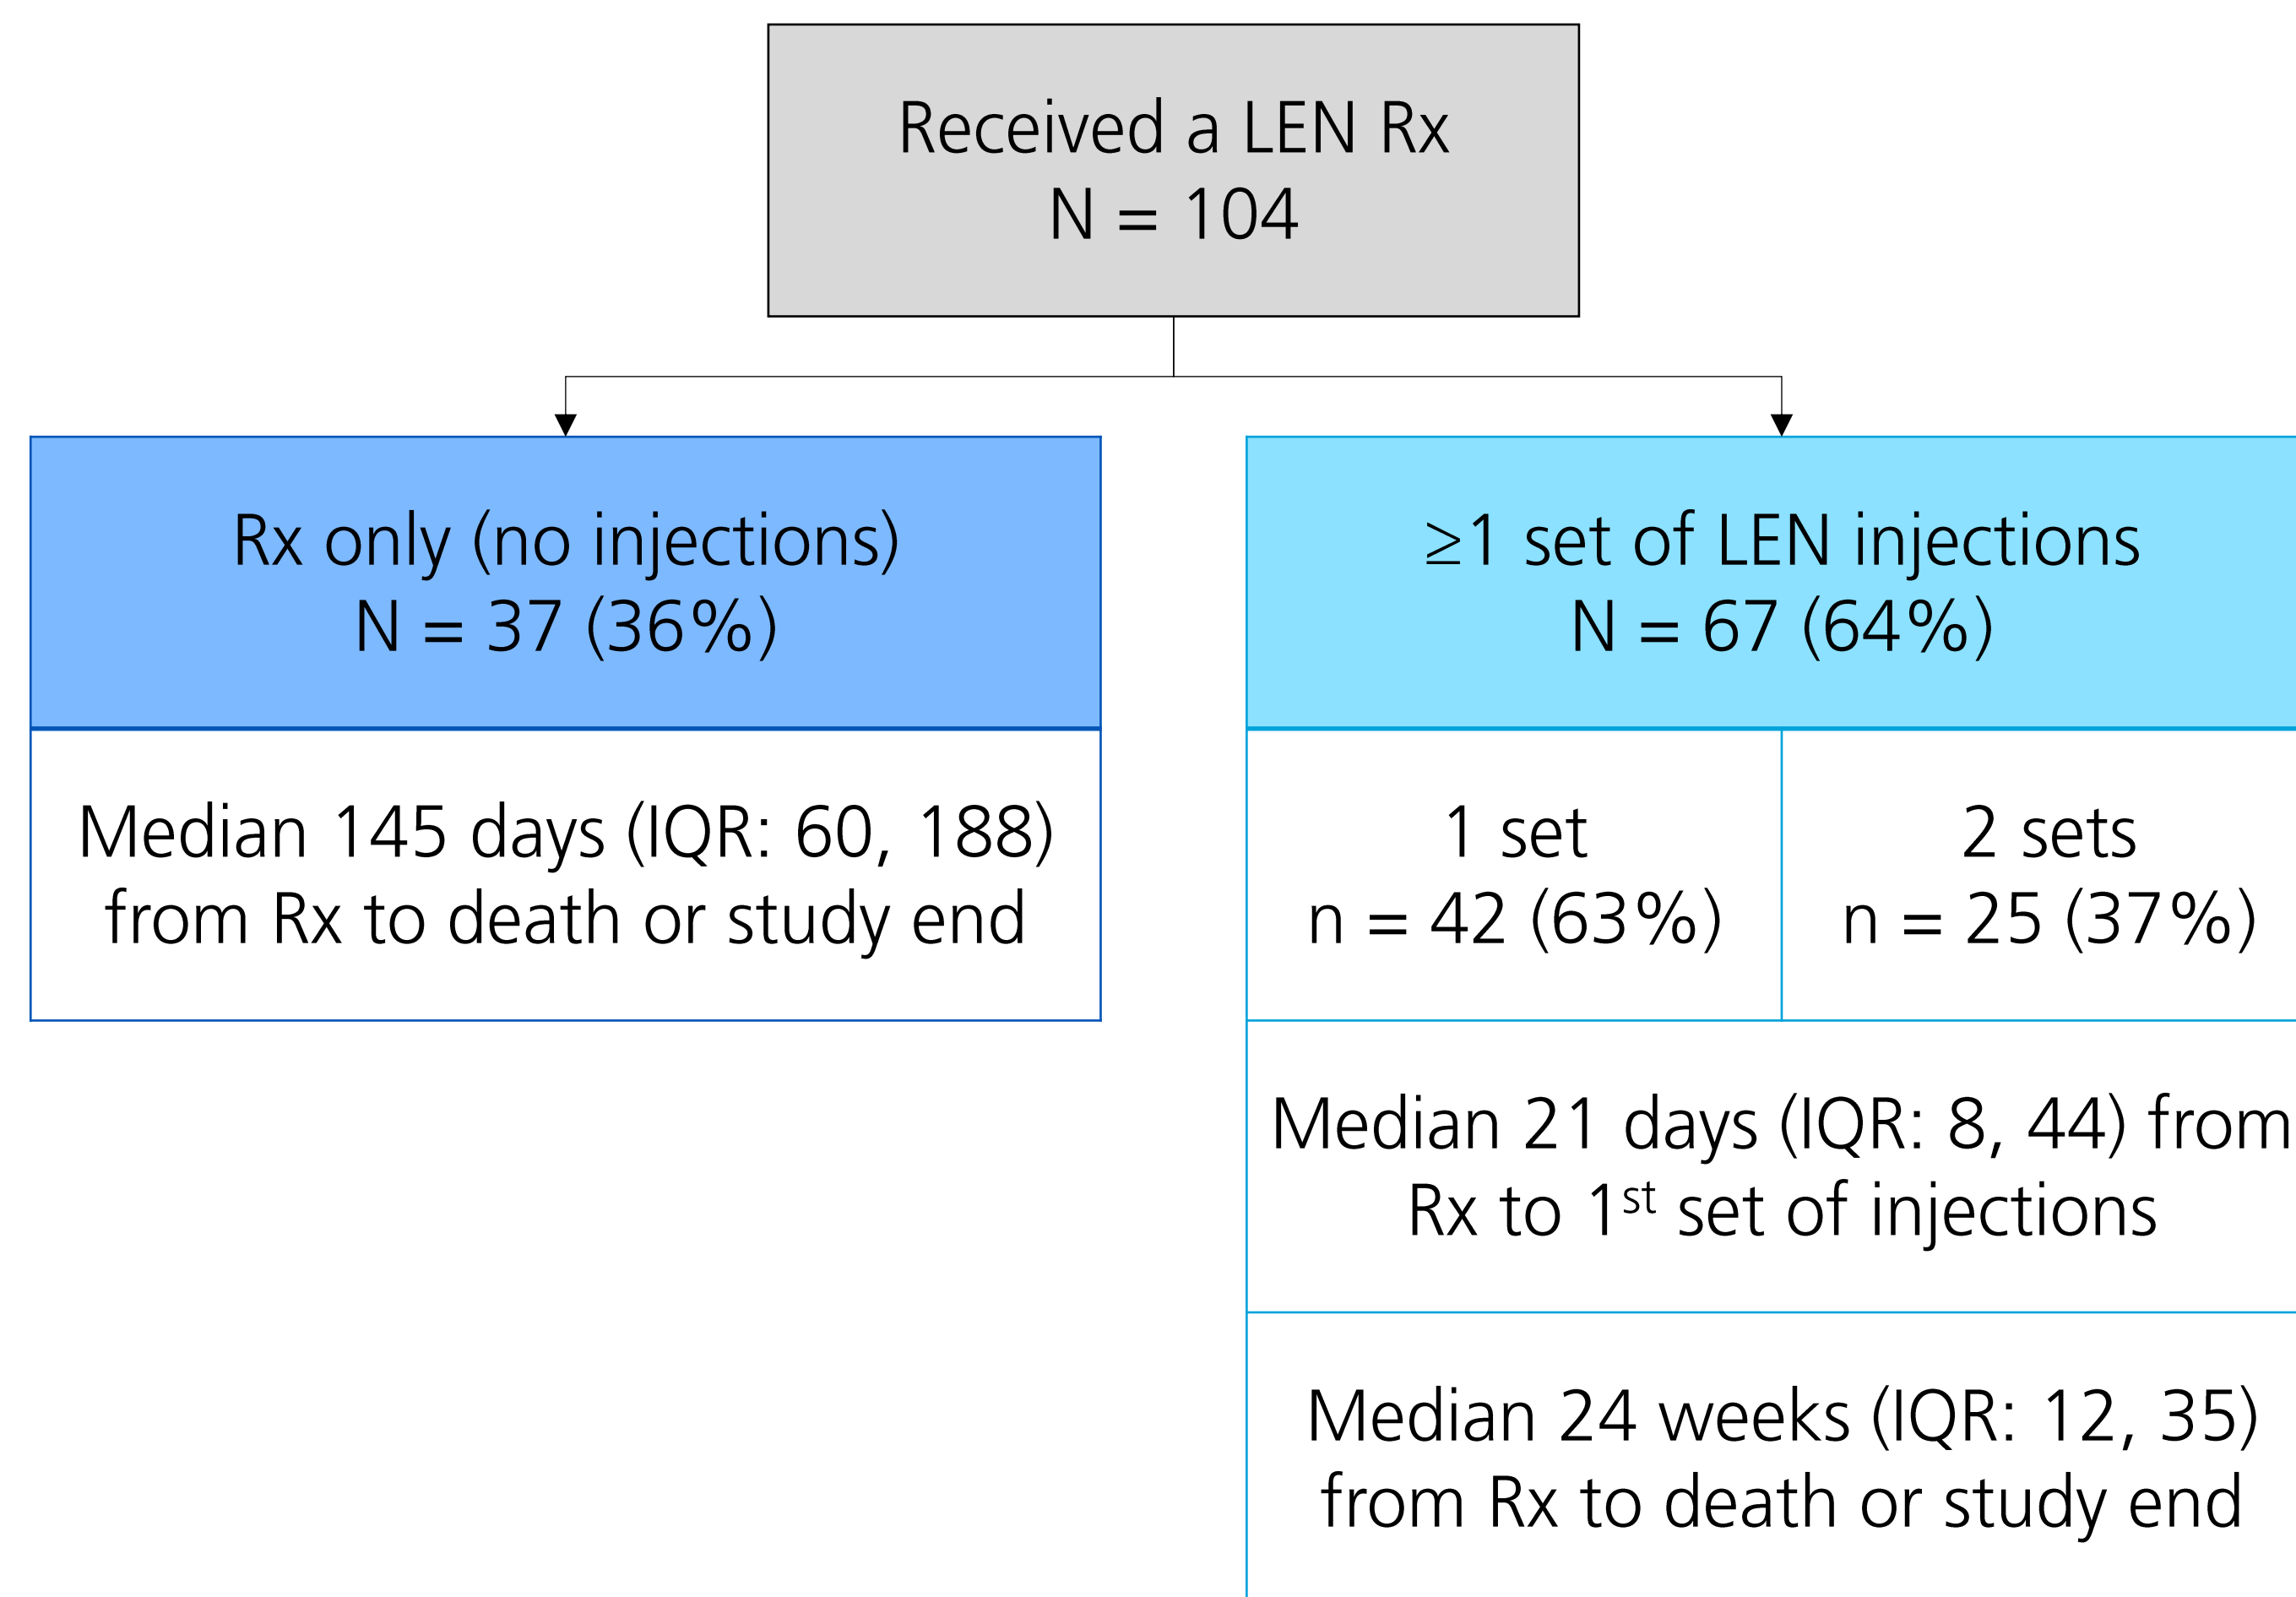 Received a LEN Rx
N = 104
Rx only (no injections)
N = 37 (36%)
Median 145 days (IQR: 60, 188)
from Rx to death or study end
≥1 set of LEN injections
N = 67 (64%)
1 set
n = 42 (63%)
2 sets
n = 25 (37%)
Median 21 days (IQR: 8, 44) from
Rx to 1st set of injections
Median 24 weeks (IQR: 12, 35)
from Rx to death or study end